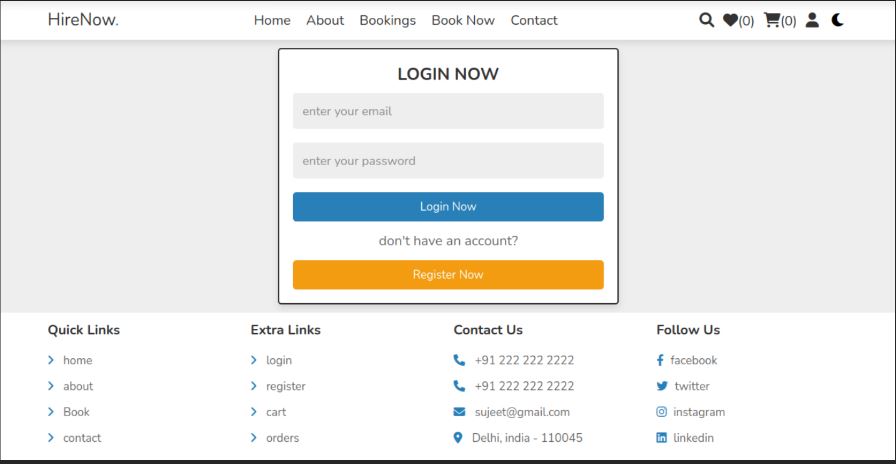 HireNow. Home About Bookings Book Now Contact (0) (0)
LOGIN NOW
enter your email
enter your password
Login Now
don't have an account?
Register Now
Quick Links Extra Links Contact Us Follow Us
home login +91 222 222 2222 facebook
about register +91 222 222 2222 twitter
Book cart sujeet@gmail.com instagram
contact orders Delhi, india - 110045 linkedin